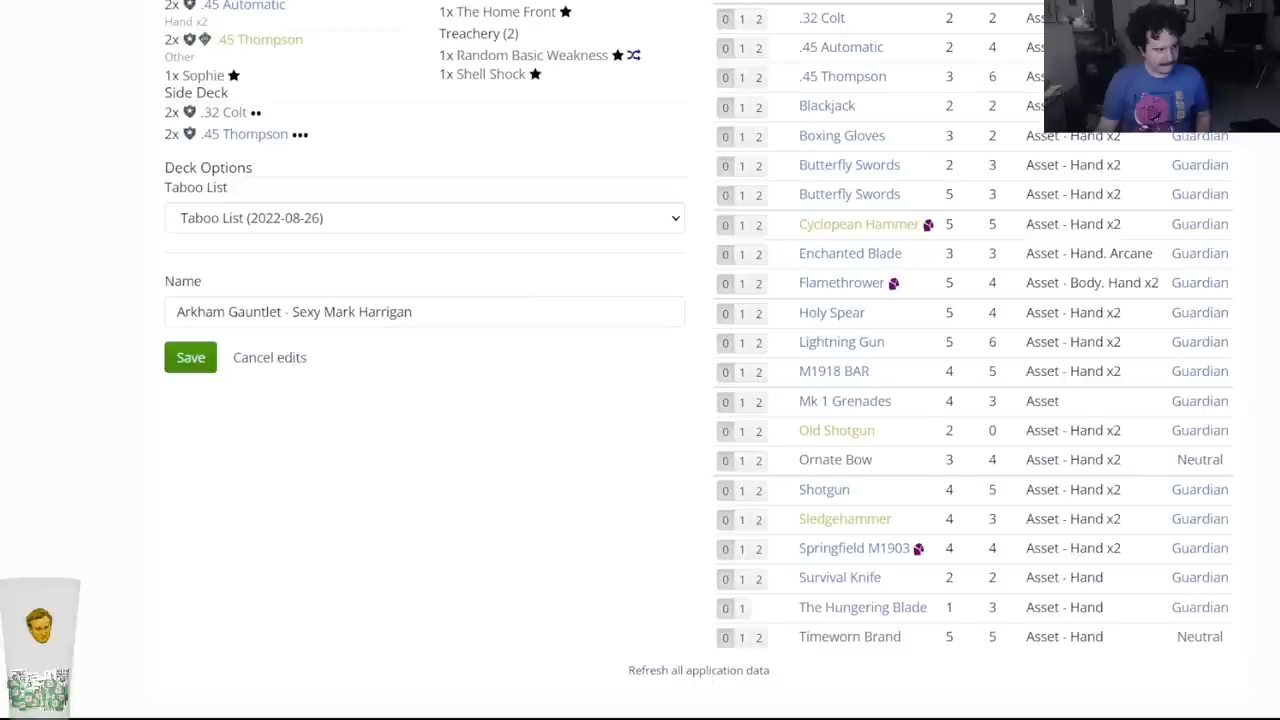 2x .45 Automatic
Hand x2
2x .45 Thompson
Other
1x Sophie
Side Deck
2x .32 Colt
2x .45 Thompson
1x The Home Front
Treachery (2)
1x Random Basic Weakness
1x Shell Shock
Deck Options
Taboo List
Taboo List (2022-08-26)
Name
Arkham Gauntlet - Sexy Mark Harrigan
Save Cancel edits
0 1 2 .32 Colt 2 2 Ass
0 1 2 .45 Automatic 2 4 Ass
0 1 2 .45 Thompson 3 6 Ass
0 1 2 Blackjack 2 2 Ass
0 1 2 Boxing Gloves 3 2 Asset - Hand x2 Guardian
0 1 2 Butterfly Swords 2 3 Asset - Hand x2 Guardian
0 1 2 Butterfly Swords 5 3 Asset - Hand x2 Guardian
0 1 2 Cyclopean Hammer 5 5 Asset - Hand x2 Guardian
0 1 2 Enchanted Blade 3 3 Asset - Hand. Arcane Guardian
0 1 2 Flamethrower 5 4 Asset - Body. Hand x2 Guardian
0 1 2 Holy Spear 5 4 Asset - Hand x2 Guardian
0 1 2 Lightning Gun 5 6 Asset - Hand x2 Guardian
0 1 2 M1918 BAR 4 5 Asset - Hand x2 Guardian
0 1 2 Mk 1 Grenades 4 3 Asset Guardian
0 1 2 Old Shotgun 2 0 Asset - Hand x2 Guardian
0 1 2 Ornate Bow 3 4 Asset - Hand x2 Neutral
0 1 2 Shotgun 4 5 Asset - Hand x2 Guardian
0 1 2 Sledgehammer 4 3 Asset - Hand x2 Guardian
0 1 2 Springfield M1903 4 4 Asset - Hand x2 Guardian
0 1 2 Survival Knife 2 2 Asset - Hand Guardian
0 1 The Hungering Blade 1 3 Asset - Hand Guardian
0 1 2 Timeworn Brand 5 5 Asset - Hand Neutral
Refresh all application data